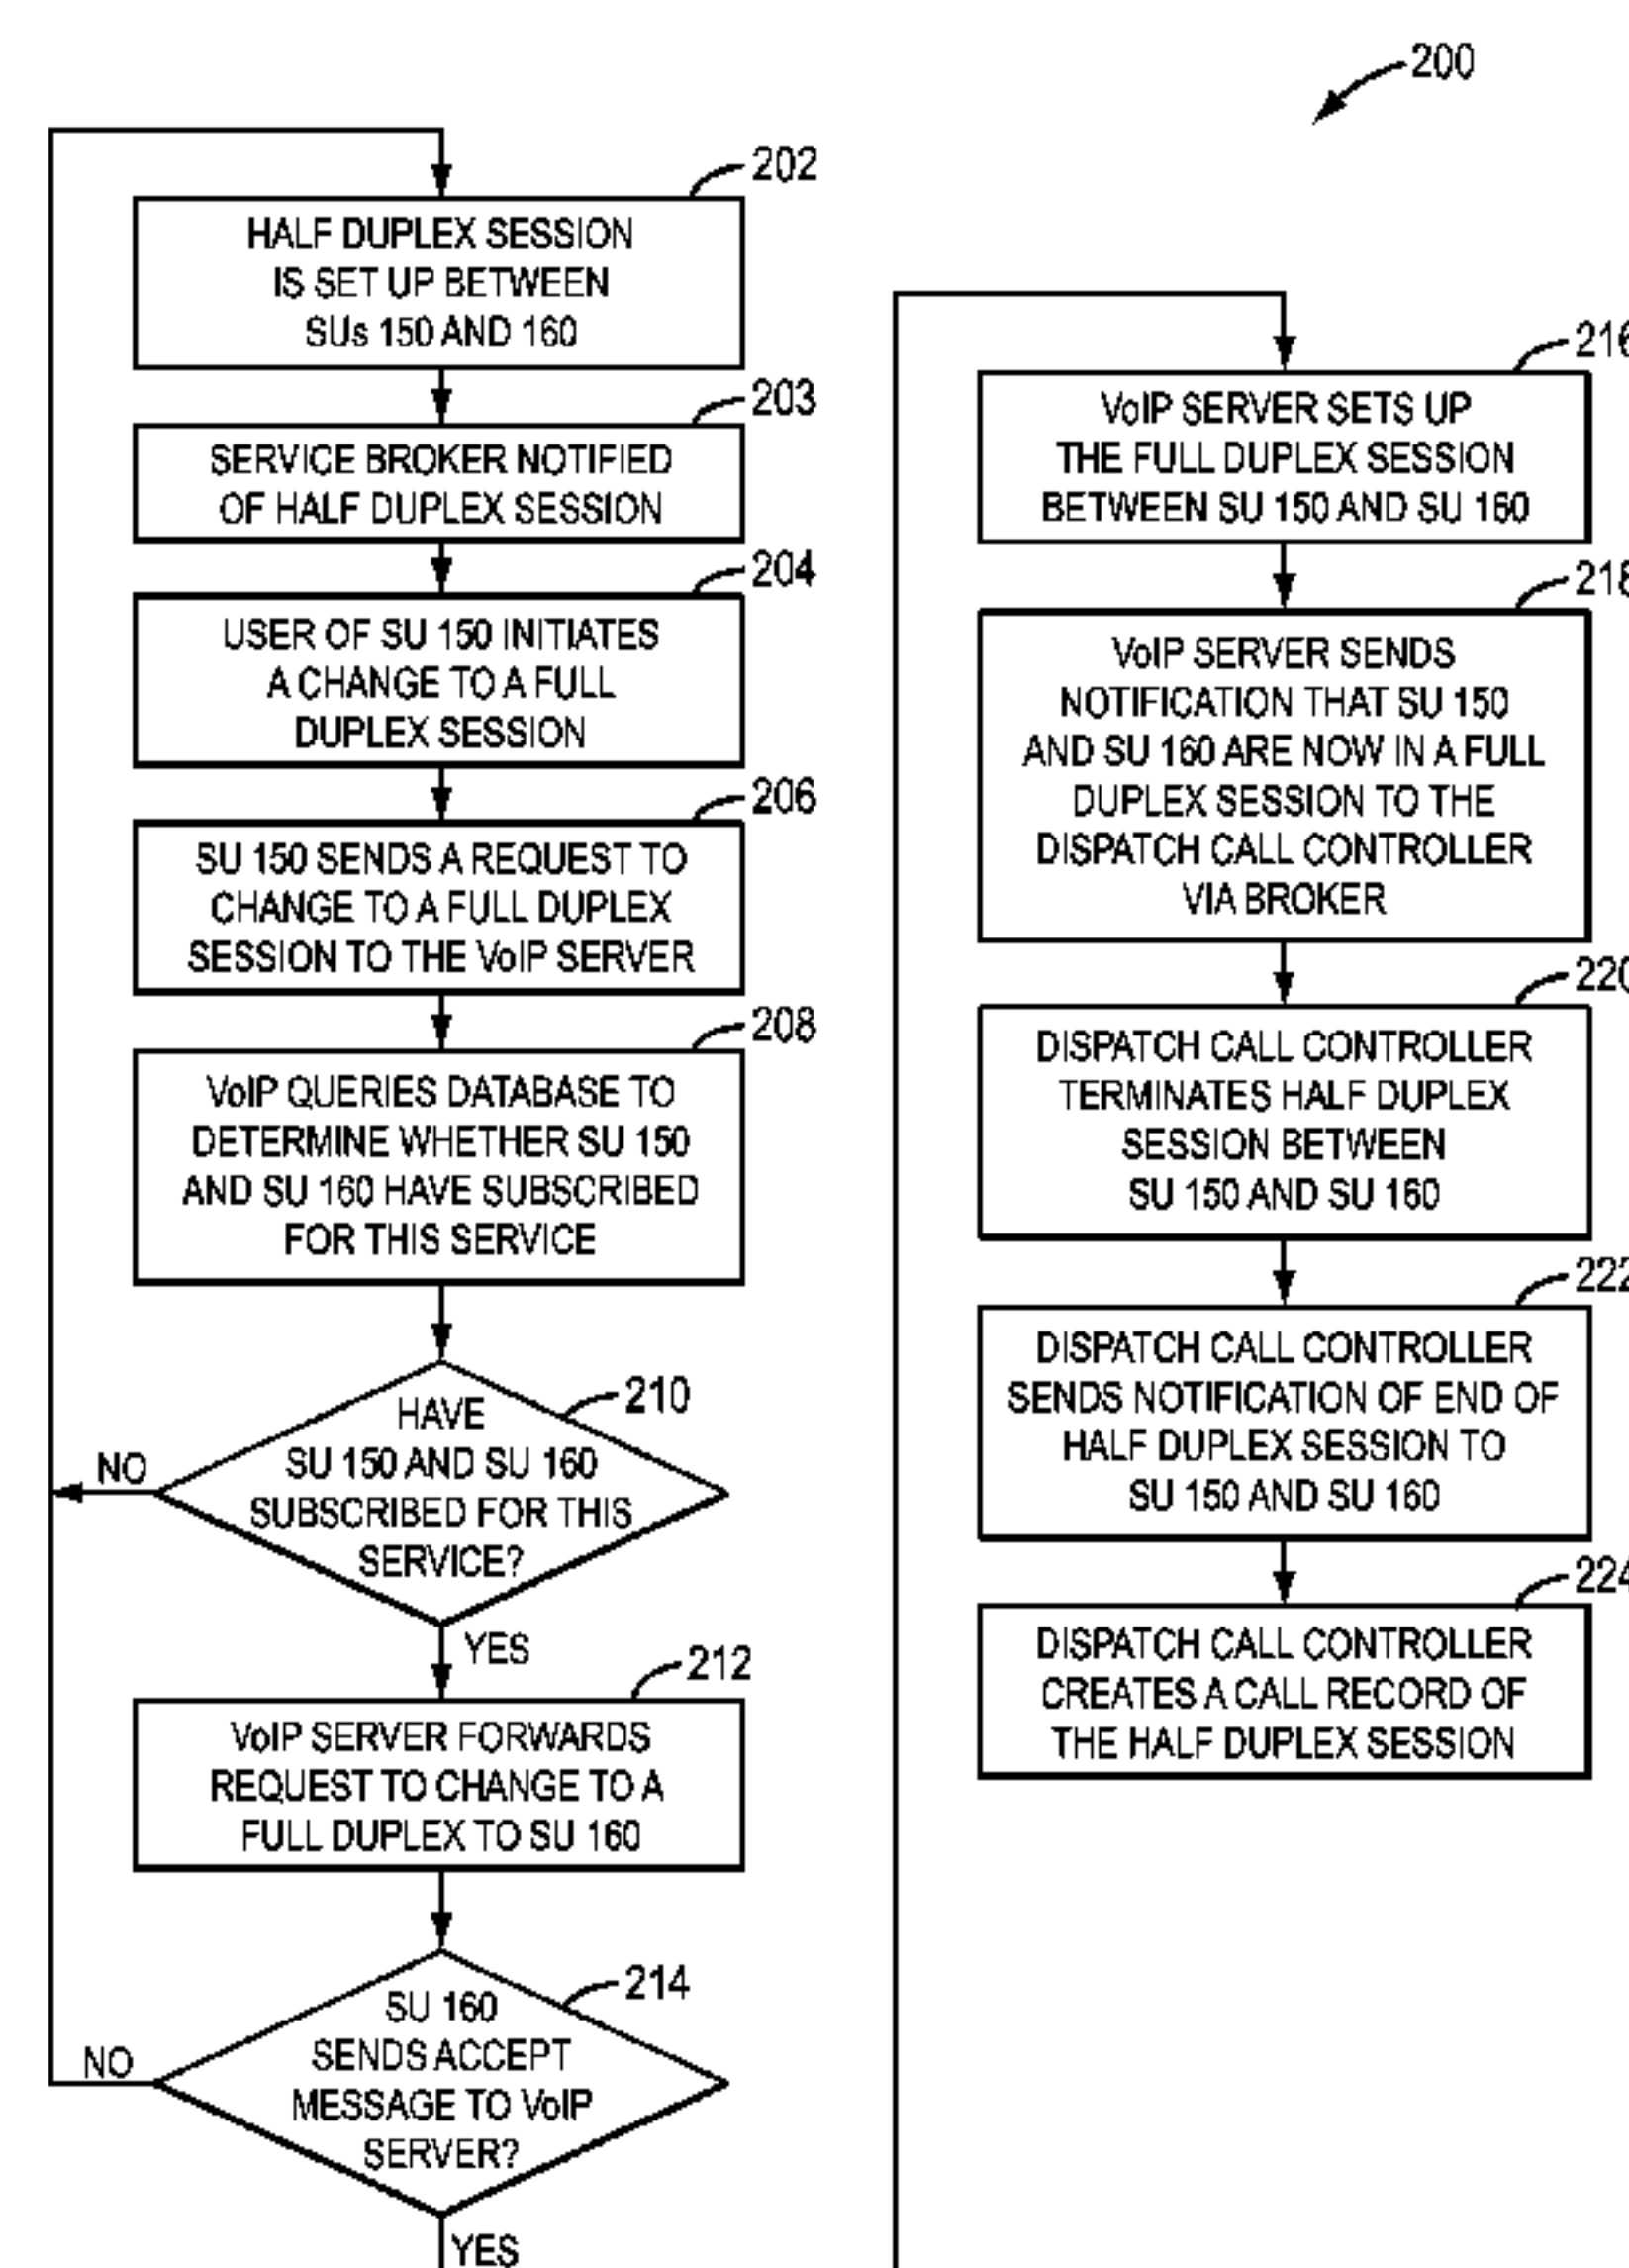 200
202
HALF DUPLEX SESSION
IS SET UP BETWEEN
SUs 150 AND 160
203
SERVICE BROKER NOTIFIED
OF HALF DUPLEX SESSION
204
USER OF SU 150 INITIATES
A CHANGE TO A FULL
DUPLEX SESSION
206
SU 150 SENDS A REQUEST TO
CHANGE TO A FULL DUPLEX
SESSION TO THE VoIP SERVER
208
VoIP QUERIES DATABASE TO
DETERMINE WHETHER SU 150
AND SU 160 HAVE SUBSCRIBED
FOR THIS SERVICE
210
HAVE
SU 150 AND SU 160
SUBSCRIBED FOR THIS
SERVICE?
NO
YES
212
VoIP SERVER FORWARDS
REQUEST TO CHANGE TO A
FULL DUPLEX TO SU 160
214
SU 160
SENDS ACCEPT
MESSAGE TO VoIP
SERVER?
NO
YES
216
VoIP SERVER SETS UP
THE FULL DUPLEX SESSION
BETWEEN SU 150 AND SU 160
218
VoIP SERVER SENDS
NOTIFICATION THAT SU 150
AND SU 160 ARE NOW IN A FULL
DUPLEX SESSION TO THE
DISPATCH CALL CONTROLLER
VIA BROKER
220
DISPATCH CALL CONTROLLER
TERMINATES HALF DUPLEX
SESSION BETWEEN
SU 150 AND SU 160
222
DISPATCH CALL CONTROLLER
SENDS NOTIFICATION OF END OF
HALF DUPLEX SESSION TO
SU 150 AND SU 160
224
DISPATCH CALL CONTROLLER
CREATES A CALL RECORD OF
THE HALF DUPLEX SESSION